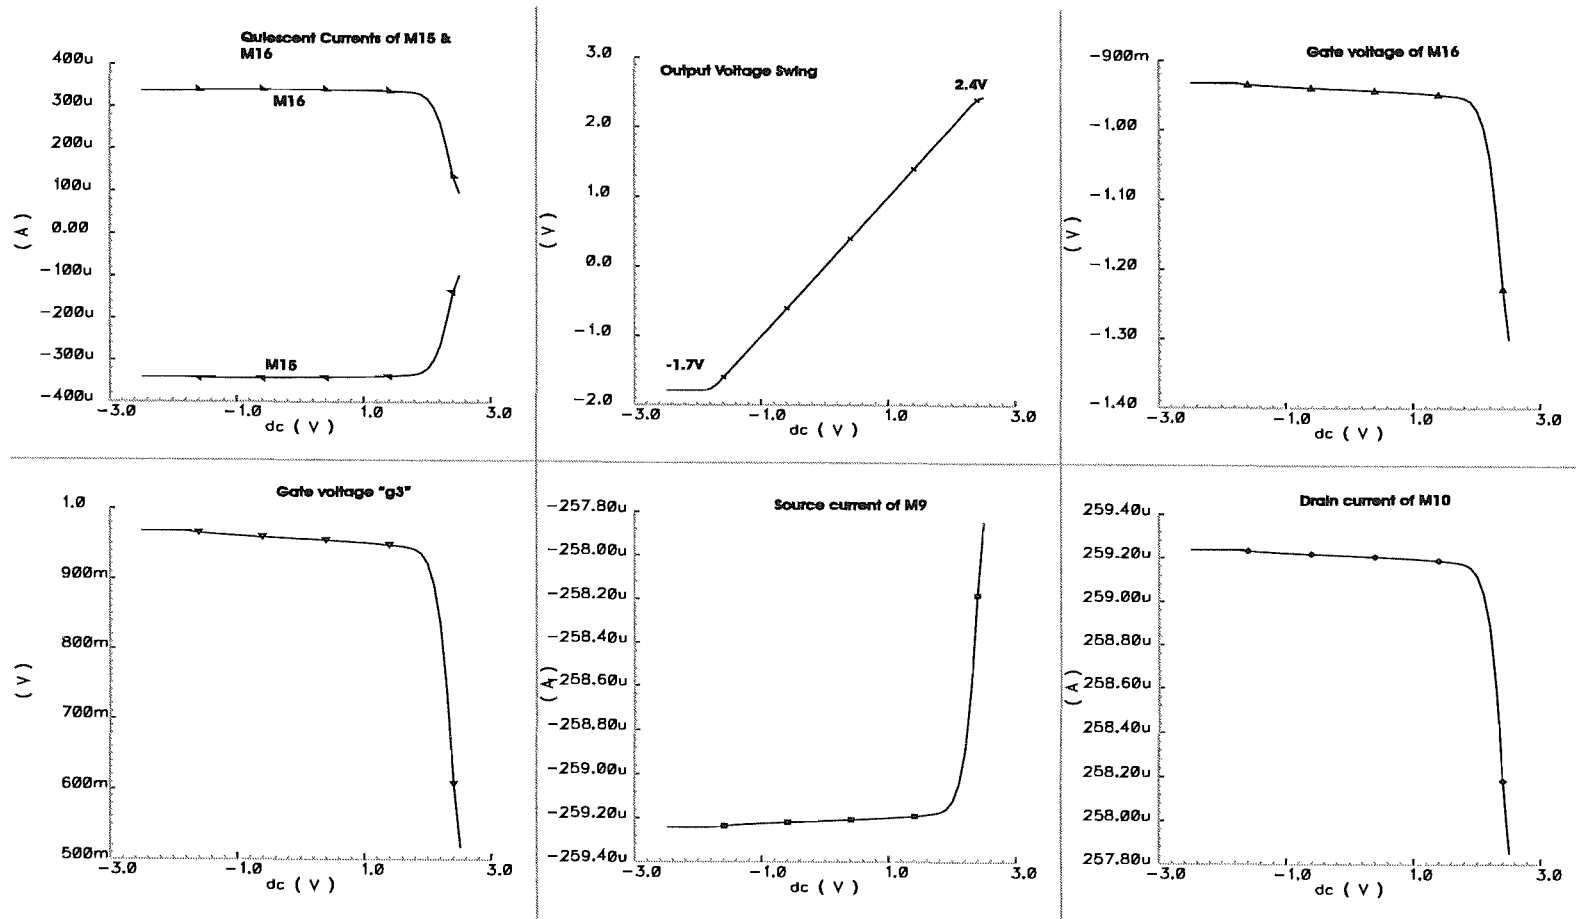 Quiescent Currents of M15 &
M16
400u
300u
200u
100u
0.00
-100u
-200u
-300u
-400u
( A )
M16
M15
-3.0
-1.0
1.0
3.0
dc ( V )
Output Voltage Swing
3.0
2.0
1.0
0.0
-1.0
-2.0
( V )
2.4V
-1.7V
-3.0
-1.0
1.0
3.0
dc ( V )
Gate voltage of M16
-900m
-1.00
-1.10
-1.20
-1.30
-1.40
( V )
-3.0
-1.0
1.0
3.0
dc ( V )
Gate voltage "g3"
1.0
900m
800m
700m
600m
500m
( V )
-3.0
-1.0
1.0
3.0
dc ( V )
Source current of M9
-257.80u
-258.00u
-258.20u
-258.40u
-258.60u
-258.80u
-259.00u
-259.20u
-259.40u
( A )
-3.0
-1.0
1.0
3.0
dc ( V )
Drain current of M10
259.40u
259.20u
259.00u
258.80u
258.60u
258.40u
258.20u
258.00u
257.80u
( A )
-3.0
-1.0
1.0
3.0
dc ( V )